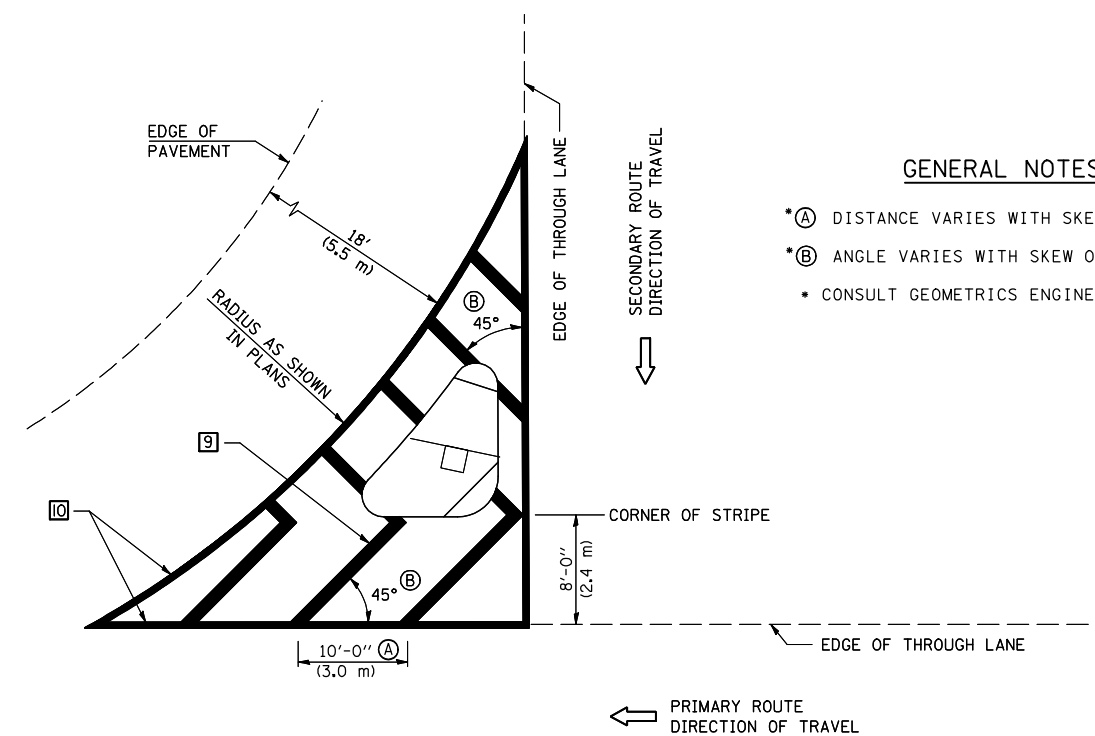 EDGE OF
PAVEMENT
18'
(5.5 m)
RADIUS AS SHOWN
IN PLANS
9
10
B
45°
45° B
10'-0" A
(3.0 m)
EDGE OF THROUGH LANE
SECONDARY ROUTE
DIRECTION OF TRAVEL
CORNER OF STRIPE
8'-0"
(2.4 m)
EDGE OF THROUGH LANE
PRIMARY ROUTE
DIRECTION OF TRAVEL
GENERAL NOTES
*A DISTANCE VARIES WITH SKE
*B ANGLE VARIES WITH SKEW O
* CONSULT GEOMETRICS ENGINE